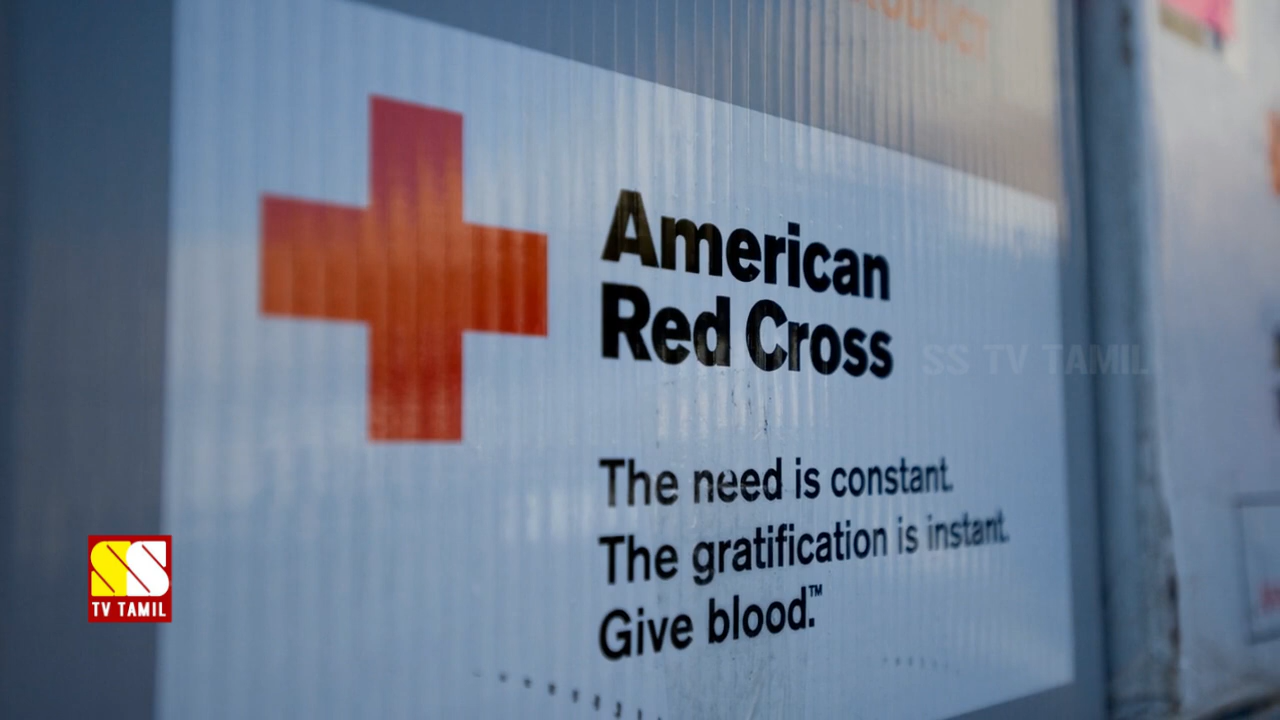 PRODUCT
American
Red Cross
SS TV TAMIL
The need is constant.
The gratification is instant.
Give blood.™
SS
TV TAMIL